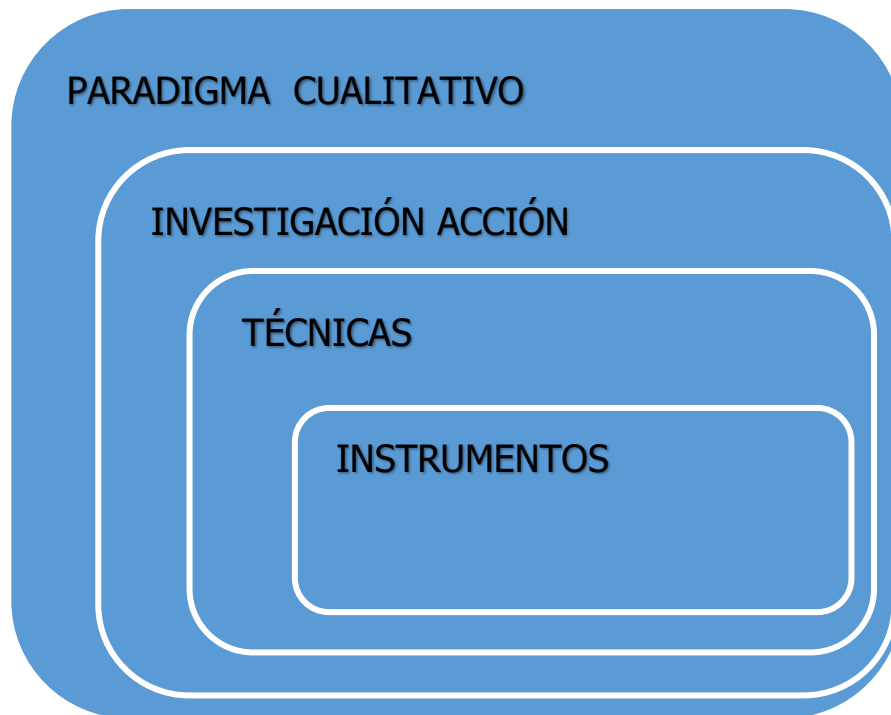 PARADIGMA CUALITATIVO
INVESTIGACIÓN ACCIÓN
TÉCNICAS
INSTRUMENTOS